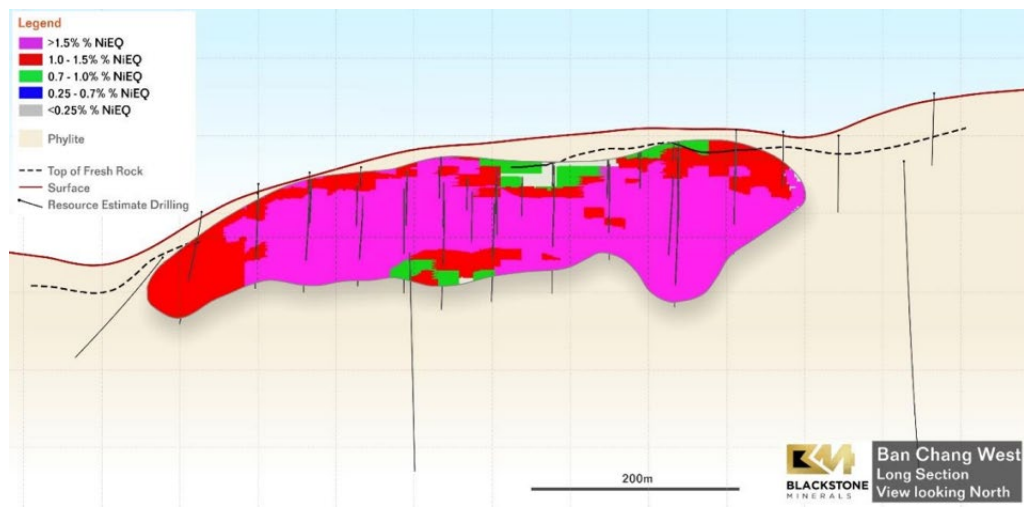 Legend
>1.5% % NiEQ
1.0 - 1.5% % NiEQ
0.7 - 1.0% % NiEQ
0.25 - 0.7% % NiEQ
<0.25% % NiEQ
Phylite
Top of Fresh Rock
Surface
Resource Estimate Drilling
200m
BLACKSTONE
MINERALS
Ban Chang West
Long Section
View looking North